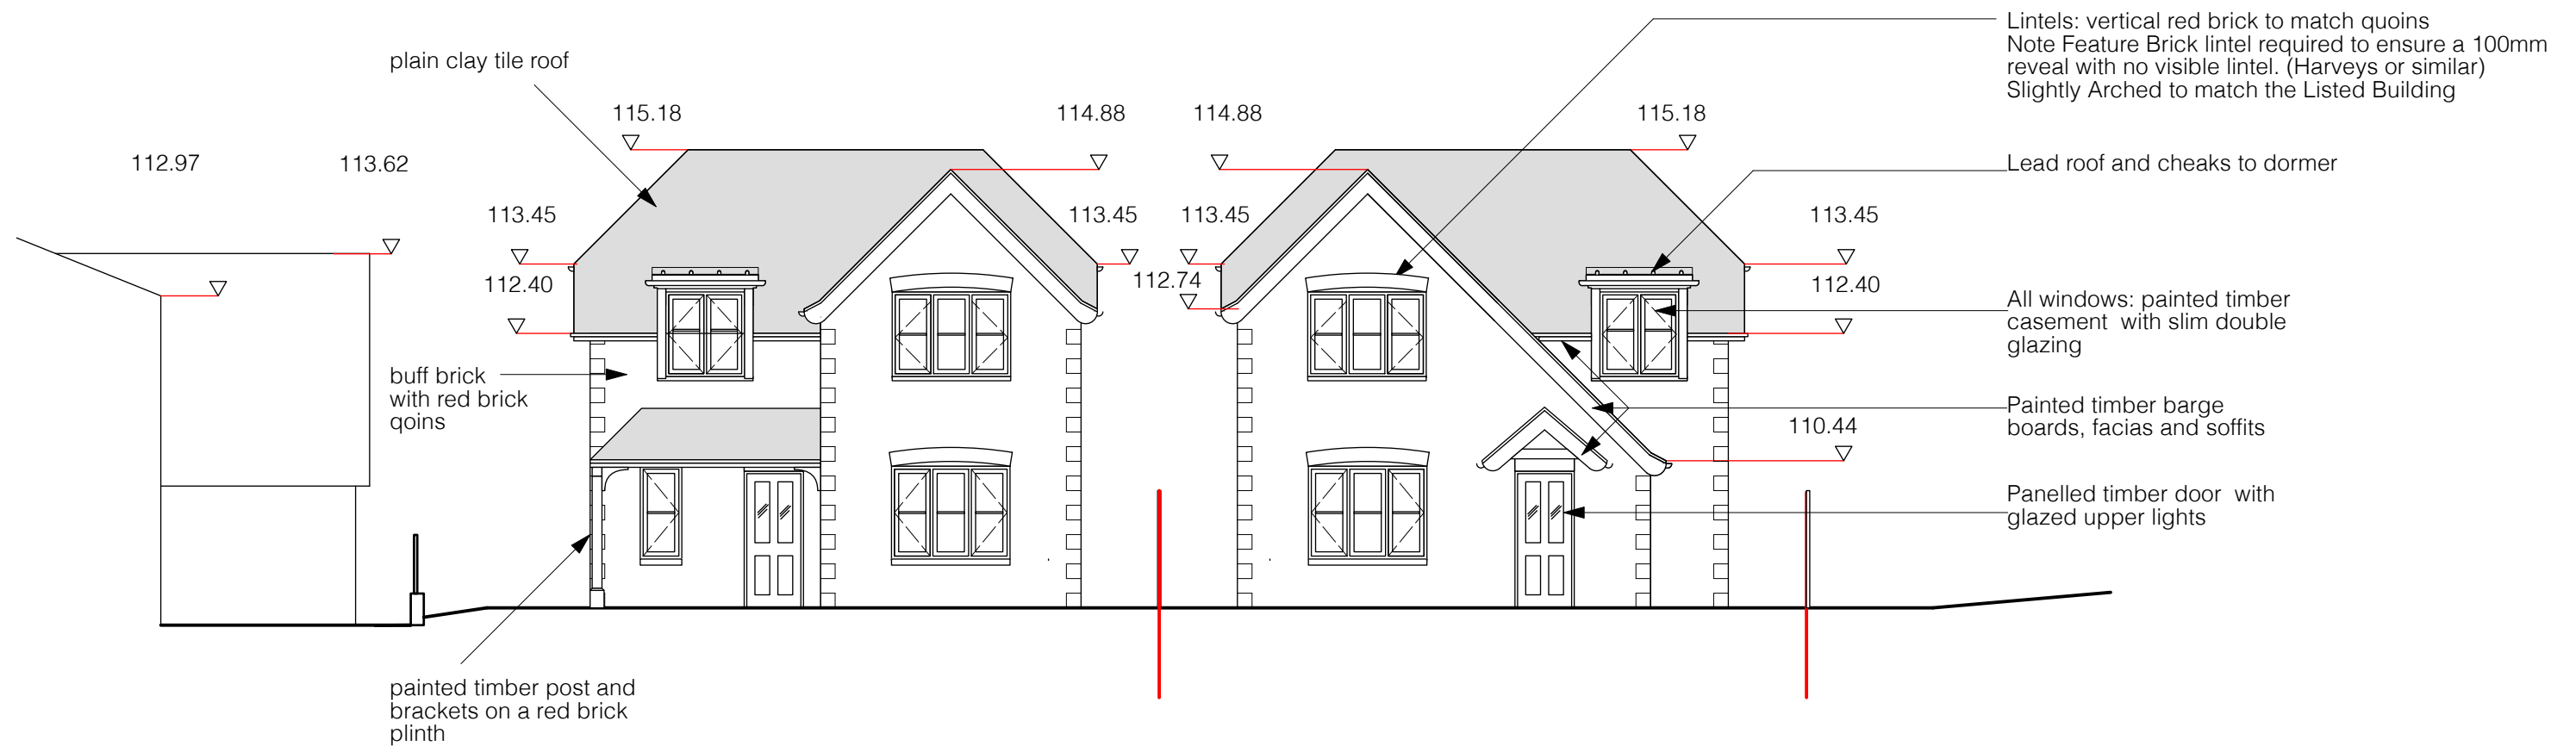 plain clay tile roof
115.18
114.88
114.88
115.18
112.97
113.62
113.45
113.45
113.45
113.45
112.40
112.74
112.40
110.44
buff brick
with red brick
qoins
painted timber post and
brackets on a red brick
plinth
Lintels: vertical red brick to match quoins
Note Feature Brick lintel required to ensure a 100mm
reveal with no visible lintel. (Harveys or similar)
Slightly Arched to match the Listed Building
Lead roof and cheaks to dormer
All windows: painted timber
casement with slim double
glazing
Painted timber barge
boards, facias and soffits
Panelled timber door with
glazed upper lights